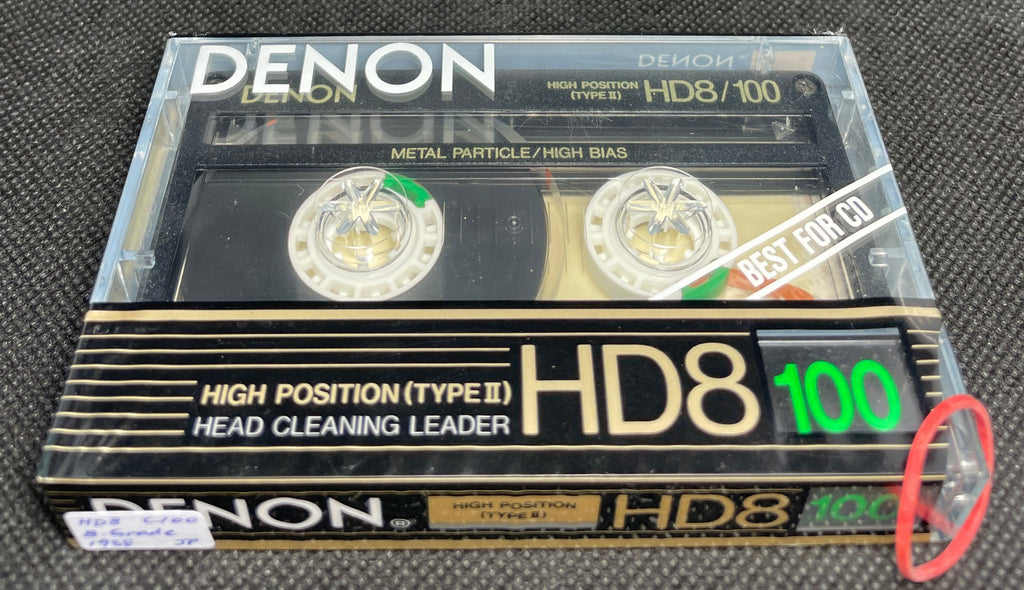 DENON
DENON
DENON
HIGH POSITION
(TYPE II)
HD8/100
METAL PARTICLE/HIGH BIAS
BEST FOR CD
HIGH POSITION (TYPE II)
HEAD CLEANING LEADER
HD8
100
DENON®
HIGH POSITION
(TYPE II)
HD8
100
HD8 C100
B. Grade
1988 JP